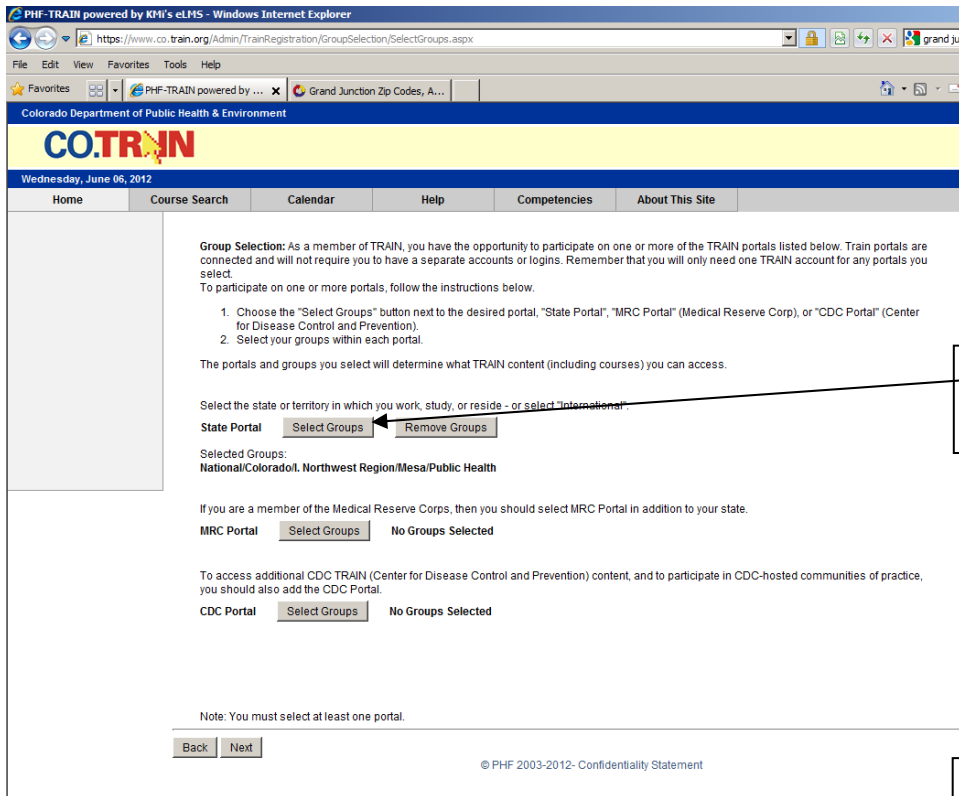 PHF-TRAIN powered by KMi's eLMS - Windows Internet Explorer
https://www.co.train.org/Admin/TrainRegistration/GroupSelection/SelectGroups.aspx
grand ju
File Edit View Favorites Tools Help
Favorites PHF-TRAIN powered by ... Grand Junction Zip Codes, A...
Colorado Department of Public Health & Environment
CO.TRAIN
Wednesday, June 06, 2012
Home Course Search Calendar Help Competencies About This Site
Group Selection: As a member of TRAIN, you have the opportunity to participate on one or more of the TRAIN portals listed below. Train portals are
connected and will not require you to have a separate accounts or logins. Remember that you will only need one TRAIN account for any portals you
select.
To participate on one or more portals, follow the instructions below.
1. Choose the "Select Groups" button next to the desired portal, "State Portal", "MRC Portal" (Medical Reserve Corp), or "CDC Portal" (Center
for Disease Control and Prevention).
2. Select your groups within each portal.
The portals and groups you select will determine what TRAIN content (including courses) you can access.
Select the state or territory in which you work, study, or reside - or select "International".
State Portal Select Groups Remove Groups
Selected Groups:
National/Colorado/I. Northwest Region/Mesa/Public Health
If you are a member of the Medical Reserve Corps, then you should select MRC Portal in addition to your state.
MRC Portal Select Groups No Groups Selected
To access additional CDC TRAIN (Center for Disease Control and Prevention) content, and to participate in CDC-hosted communities of practice,
you should also add the CDC Portal.
CDC Portal Select Groups No Groups Selected
Note: You must select at least one portal.
Back Next
© PHF 2003-2012- Confidentiality Statement